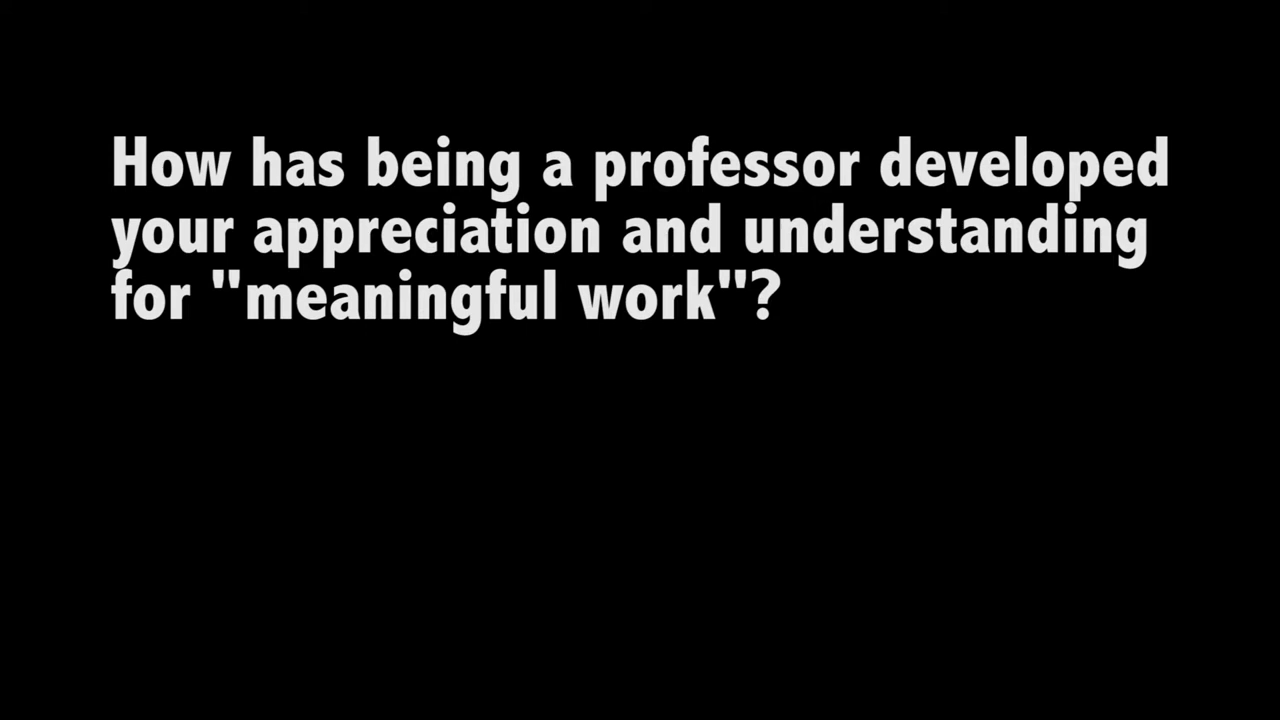 How has being a professor developed
your appreciation and understanding
for "meaningful work"?